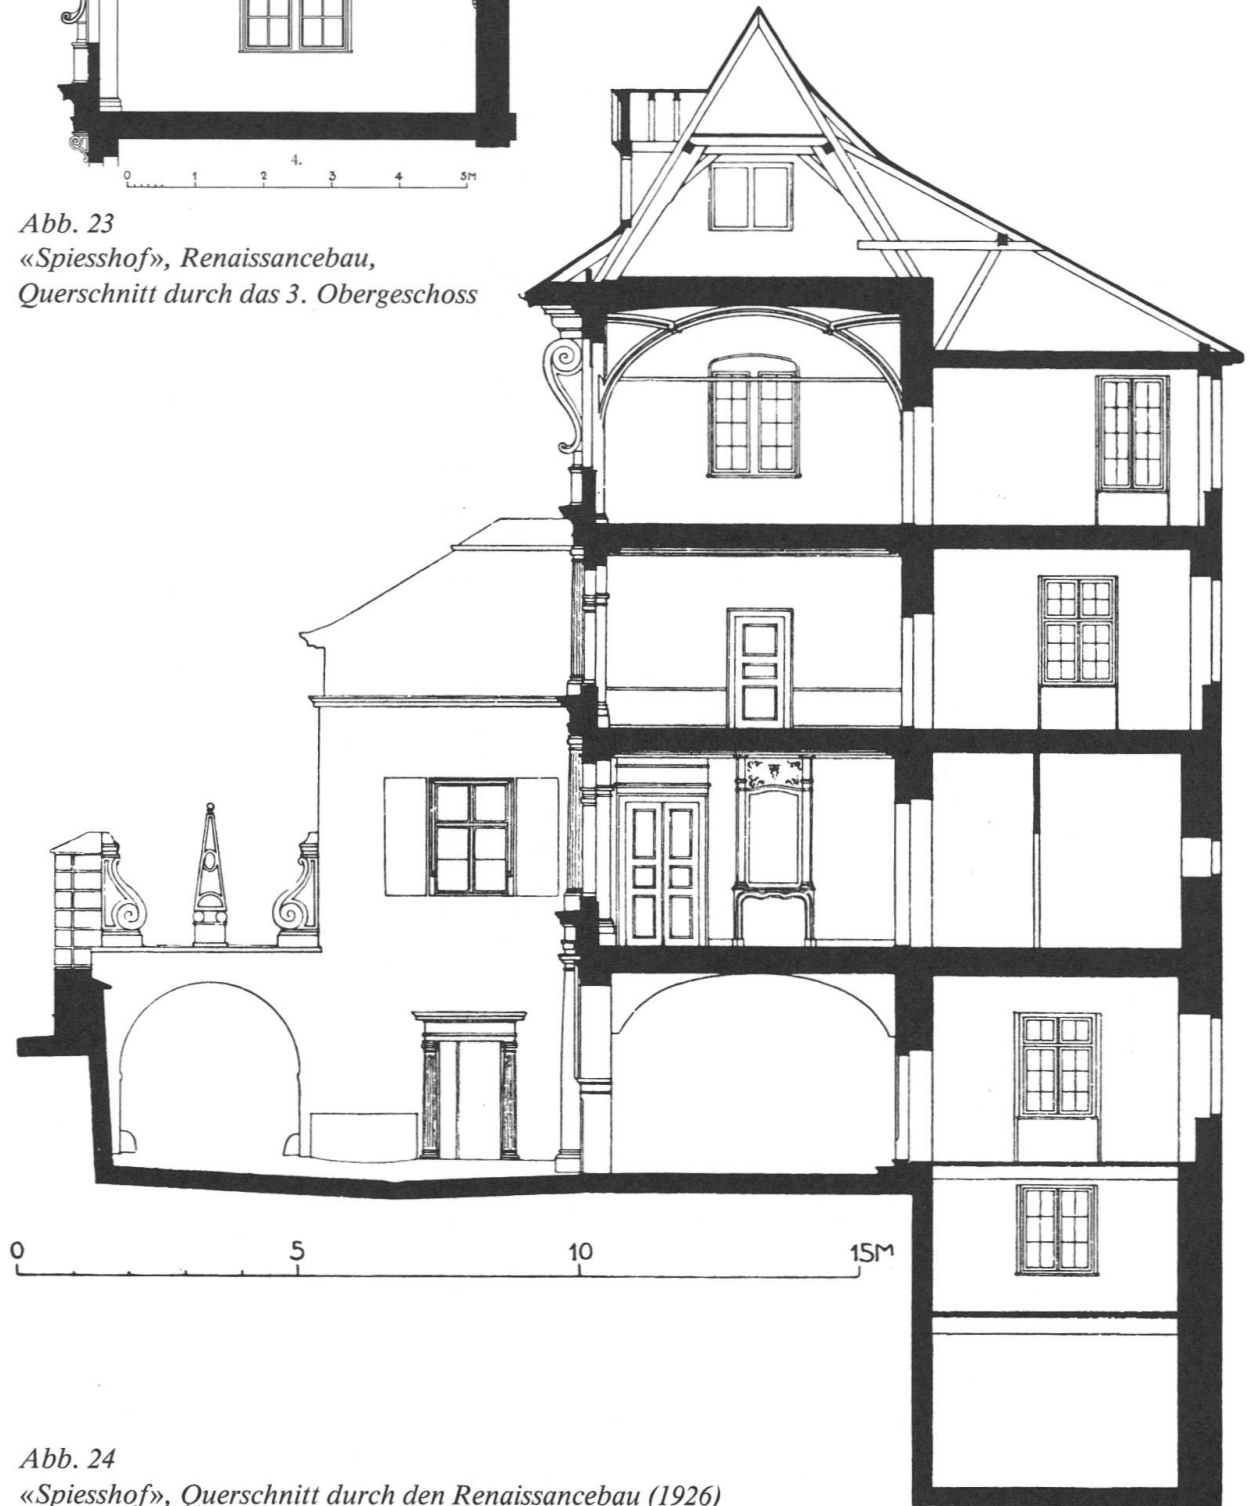 4.
0 1 2 3 4 5M
Abb. 23
«Spiesshof», Renaissancebau,
Querschnitt durch das 3. Obergeschoss
0 5 10 15M
Abb. 24
«Spiesshof», Querschnitt durch den Renaissancebau (1926)